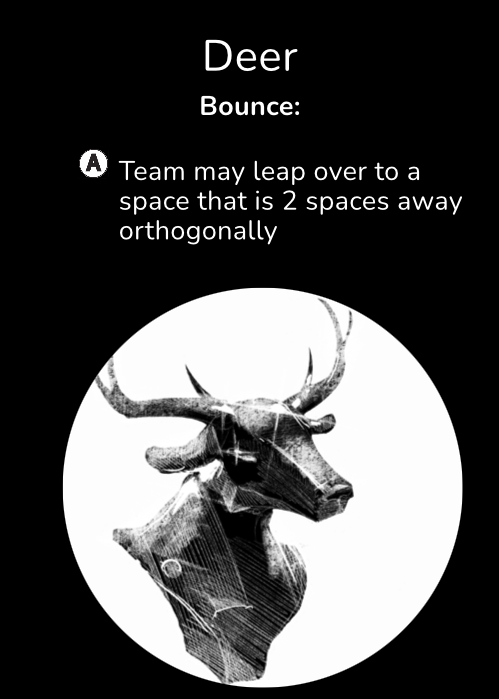 Deer
Bounce:
A Team may leap over to a
space that is 2 spaces away
orthogonally